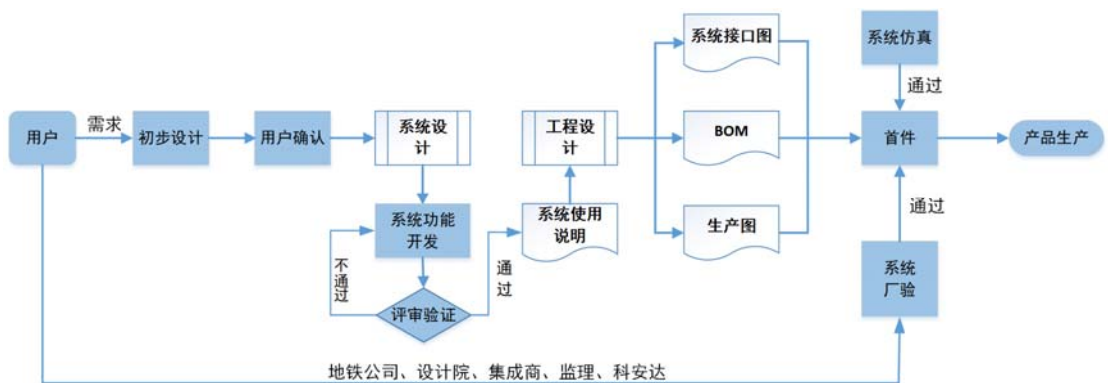 系统接口图
系统仿真
通过
用户
需求
初步设计
用户确认
系统设
计
工程设
计
BOM
首件
产品生产
系统功能
开发
系统使用
说明
生产图
通过
不通过
通过
评审验证
系统
厂验
地铁公司、设计院、集成商、监理、科安达